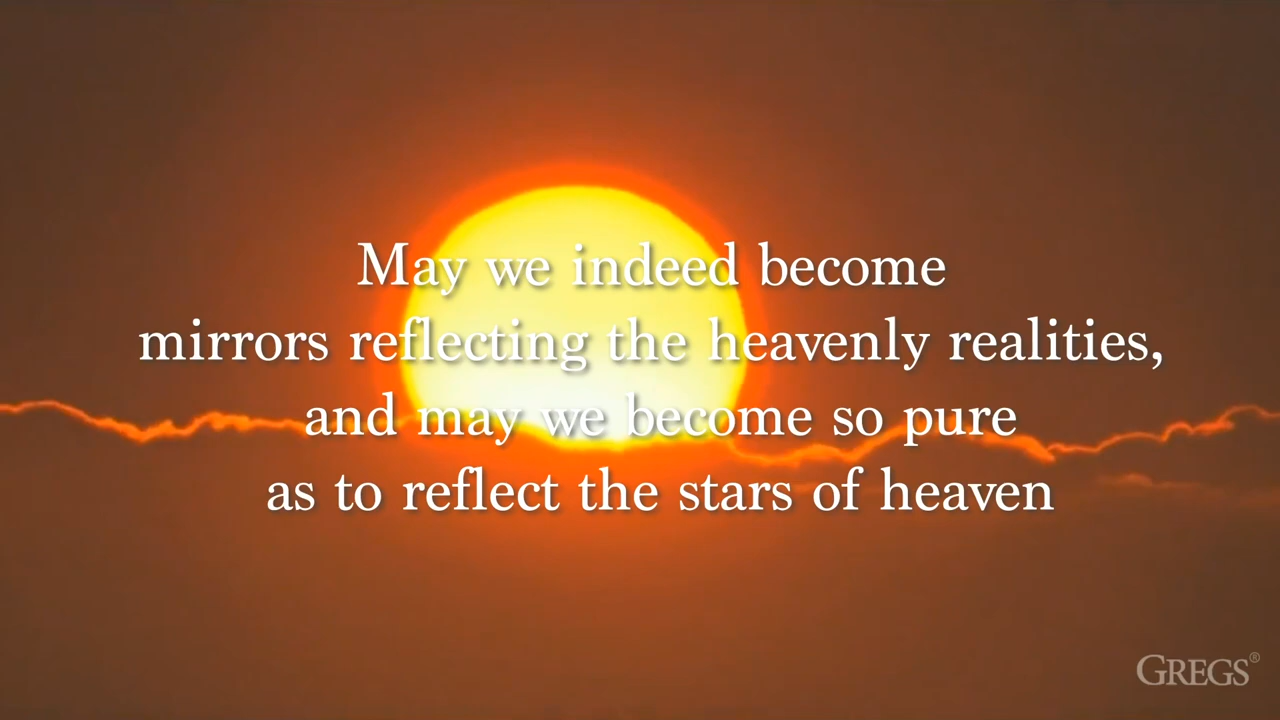 May we indeed become
mirrors reflecting the heavenly realities,
and may we become so pure
as to reflect the stars of heaven
GREGS®